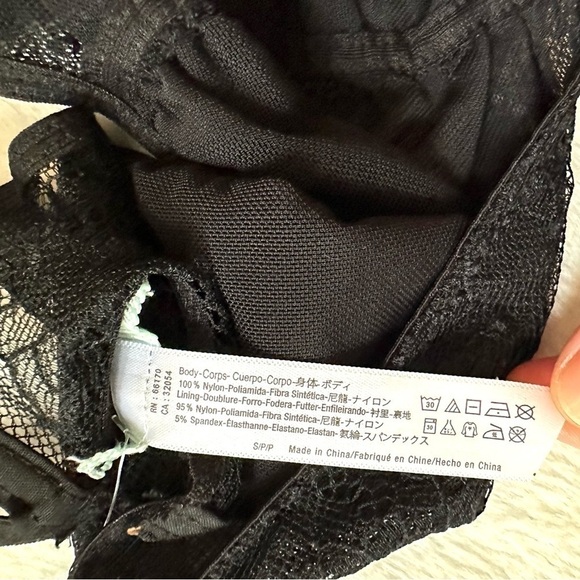 RN: 66170
CA: 32054
Body-Corps- Cuerpo-Corpo-身体-ボディ
100% Nylon-Poliamida-Fibra Sintética-尼龍-ナイロン
Lining-Doublure-Forro-Fodera-Futter-Enfileirando-衬里-裏地
95% Nylon-Poliamida-Fibra Sintética-尼龍-ナイロン
5% Spandex-Élasthanne-Elastano-Elastan-氨綸-スパンデックス
S/P/P Made in China/Fabriqué en Chine/Hecho en China
30
30